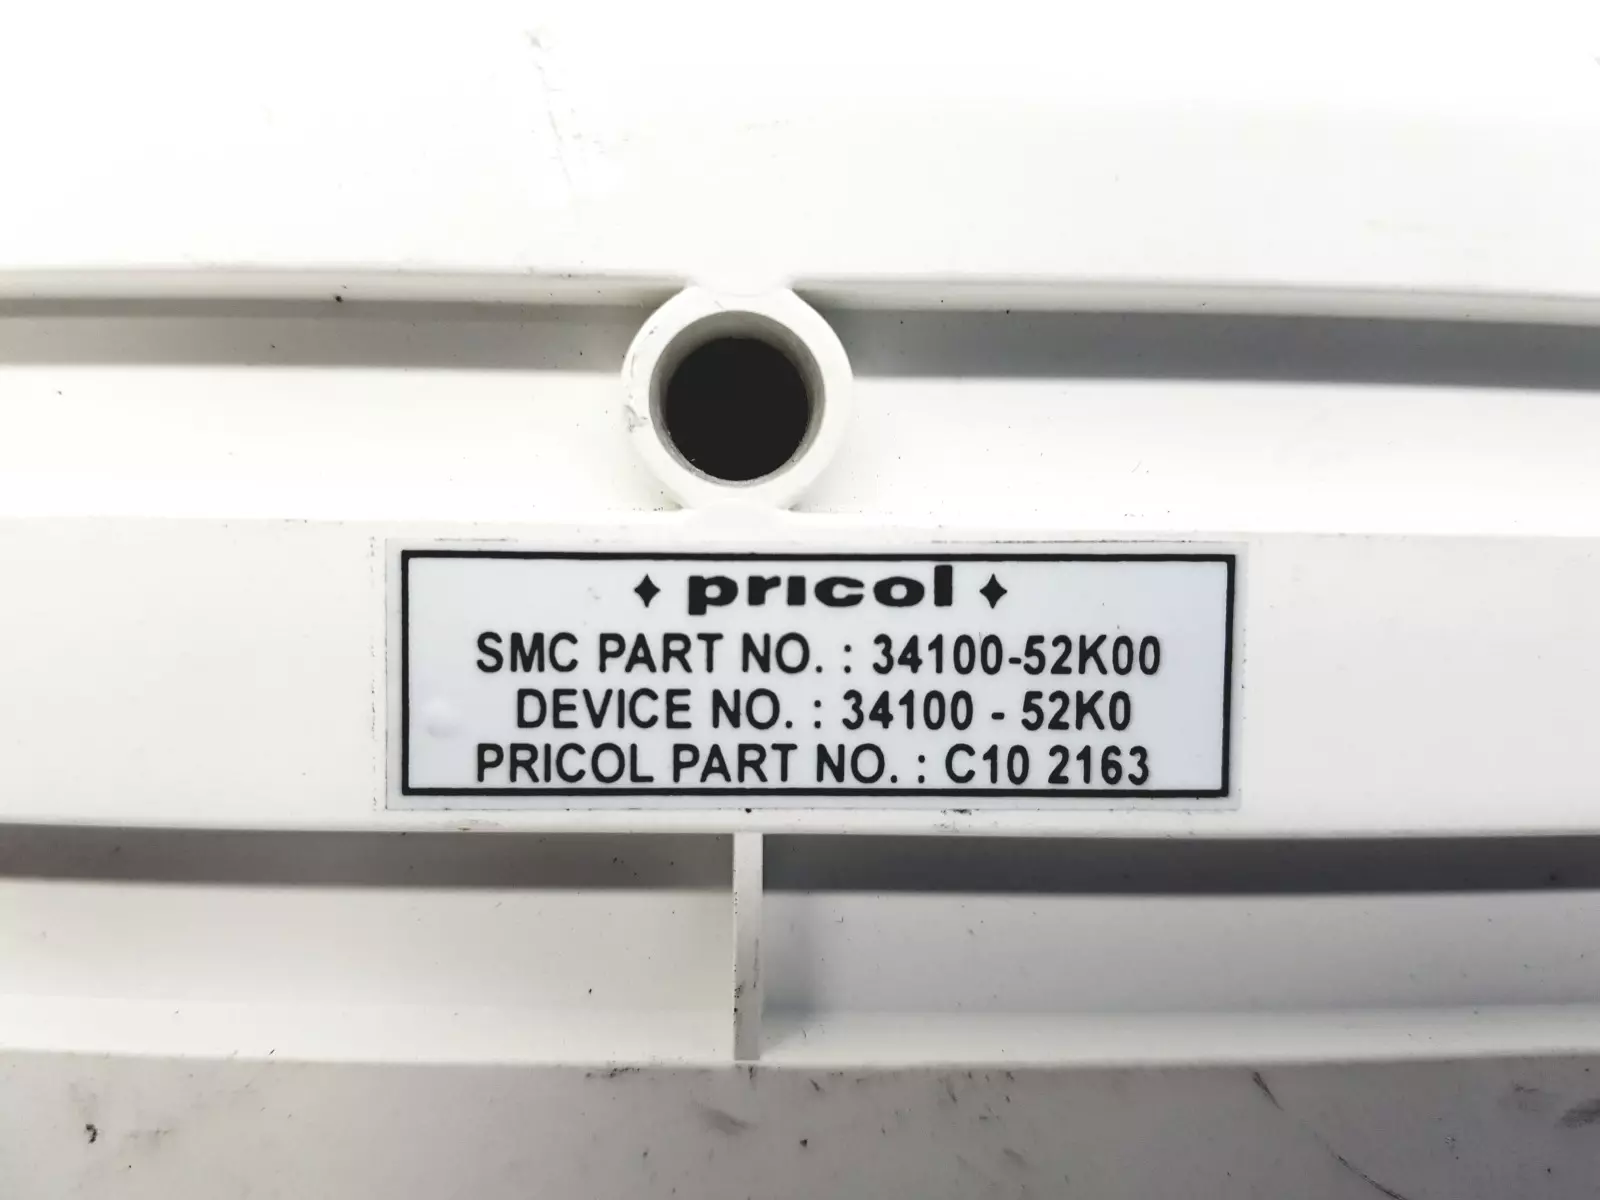 pricol
SMC PART NO. : 34100-52K00
DEVICE NO. : 34100 - 52K0
PRICOL PART NO. : C10 2163